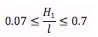 0.07 ≤ H₁/l ≤ 0.7